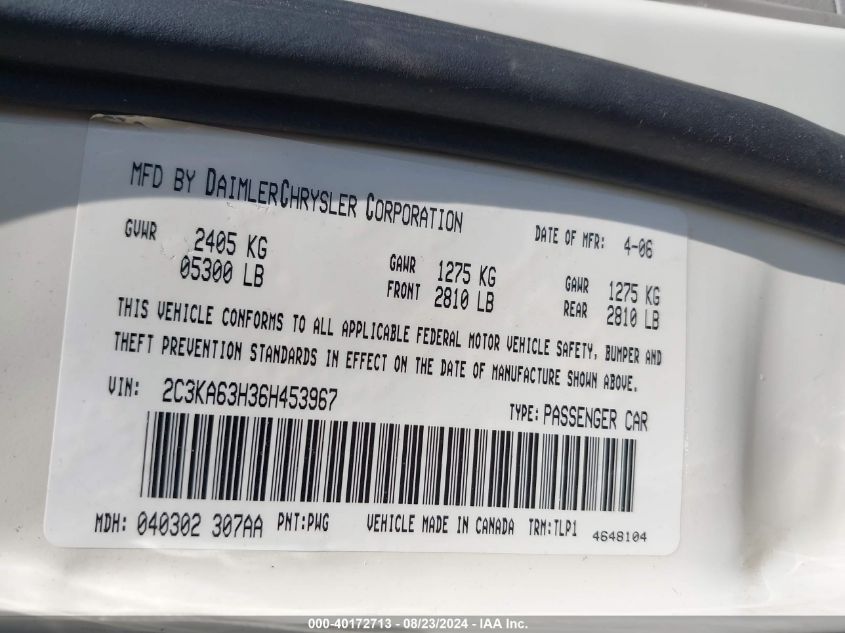 MFD BY DAIMLERCHRYSLER CORPORATION
DATE OF MFR: 4-06
GVWR 2405 KG
05300 LB
GAWR FRONT 1275 KG
2810 LB
GAWR REAR 1275 KG
2810 LB
THIS VEHICLE CONFORMS TO ALL APPLICABLE FEDERAL MOTOR VEHICLE SAFETY, BUMPER AND
THEFT PREVENTION STANDARDS IN EFFECT ON THE DATE OF MANUFACTURE SHOWN ABOVE.
VIN: 2C3KA63H36H453967
TYPE: PASSENGER CAR
MDH: 040302 307AA PNT:PWG VEHICLE MADE IN CANADA TRM:TLP1 4648104
000-40172713 - 08/23/2024 - IAA Inc.